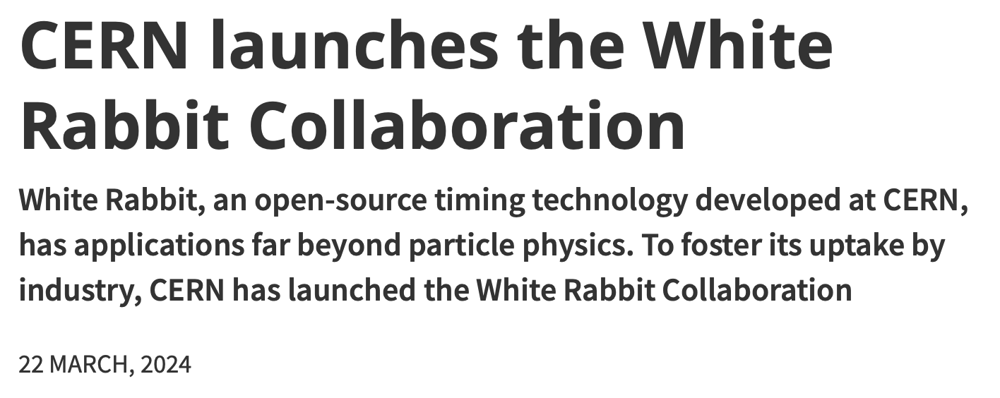 CERN launches the White
Rabbit Collaboration
White Rabbit, an open-source timing technology developed at CERN,
has applications far beyond particle physics. To foster its uptake by
industry, CERN has launched the White Rabbit Collaboration
22 MARCH, 2024